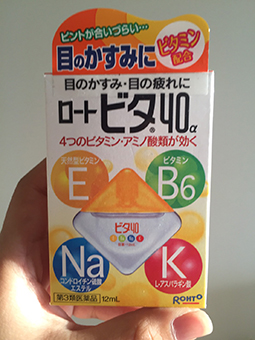 ピントが合いづらい…
目のかすみに
ビタミン
配合
目のかすみ・目の疲れに
ロートビタ®40α
4つのビタミン・アミノ酸類が効く
天然型ビタミン
E
ビタミン
B6
ビタ40
Na
コンドロイチン硫酸
エステル
K
L-アスパラギン酸
第3類医薬品
12mL
ROHTO